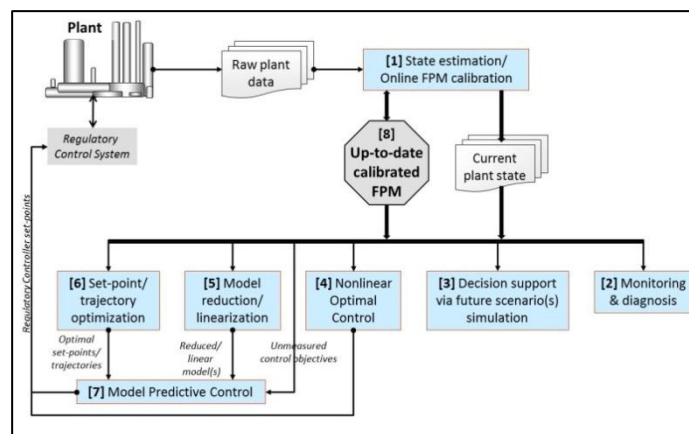 Plant
Raw plant
data
[1] State estimation/
Online FPM calibration
Regulatory
Control System
[8]
Up-to-date
calibrated
FPM
Current
plant state
Regulatory Controller set-points
[6] Set-point/
trajectory
optimization
[5] Model
reduction/
linearization
[4] Nonlinear
Optimal
Control
[3] Decision support
via future scenario(s)
simulation
[2] Monitoring
& diagnosis
Optimal
set-points/
trajectories
Reduced/
linear
model(s)
Unmeasured
control objectives
[7] Model Predictive Control